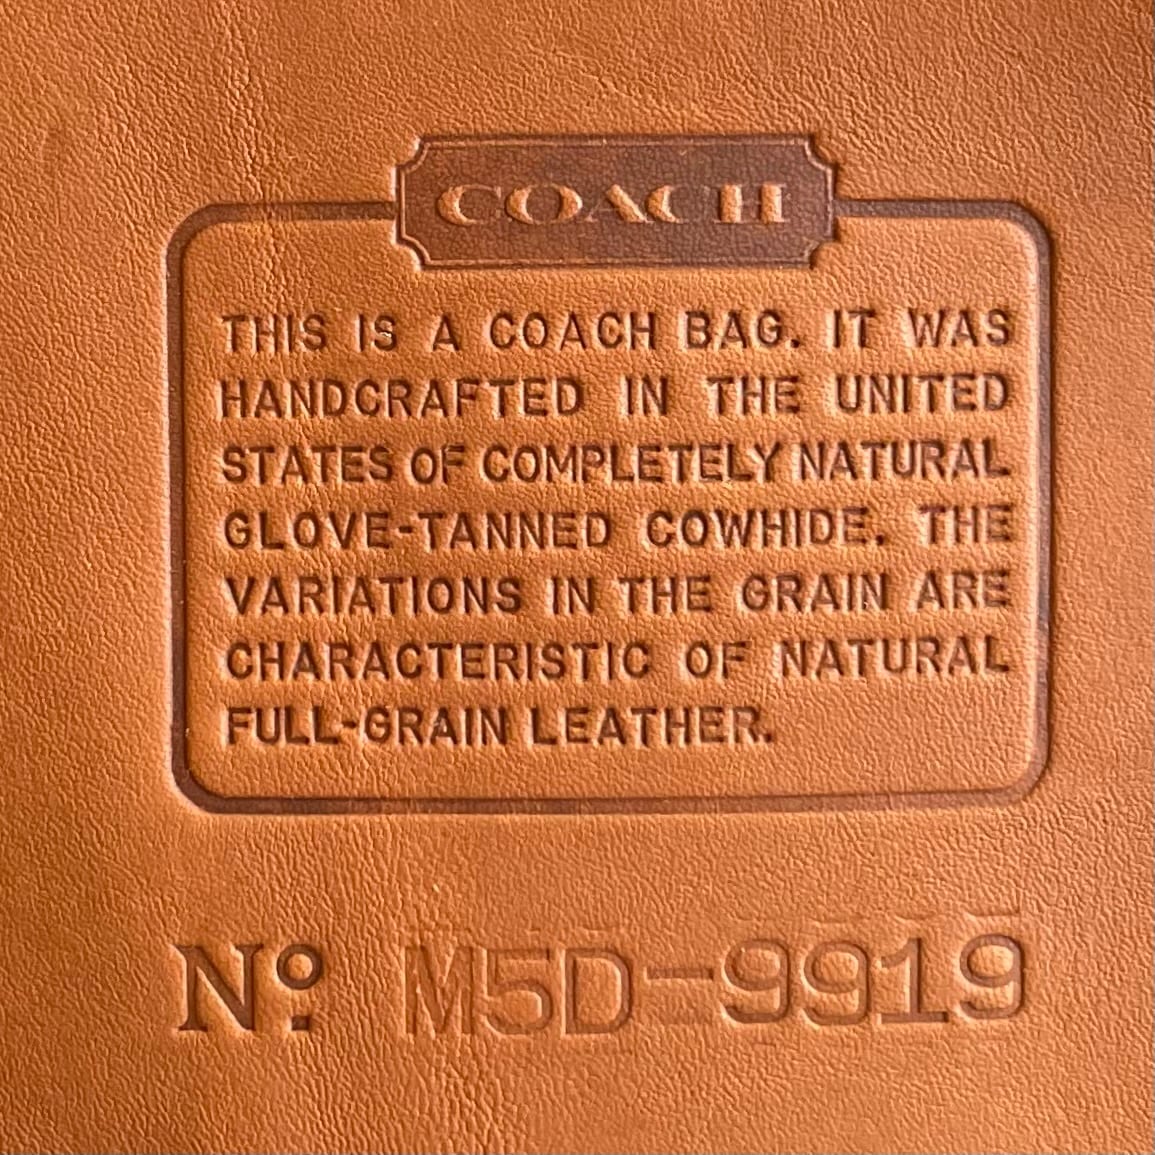 COACH
THIS IS A COACH BAG. IT WAS
HANDCRAFTED IN THE UNITED
STATES OF COMPLETELY NATURAL
GLOVE-TANNED COWHIDE. THE
VARIATIONS IN THE GRAIN ARE
CHARACTERISTIC OF NATURAL
FULL-GRAIN LEATHER.
Nº M5D-9919